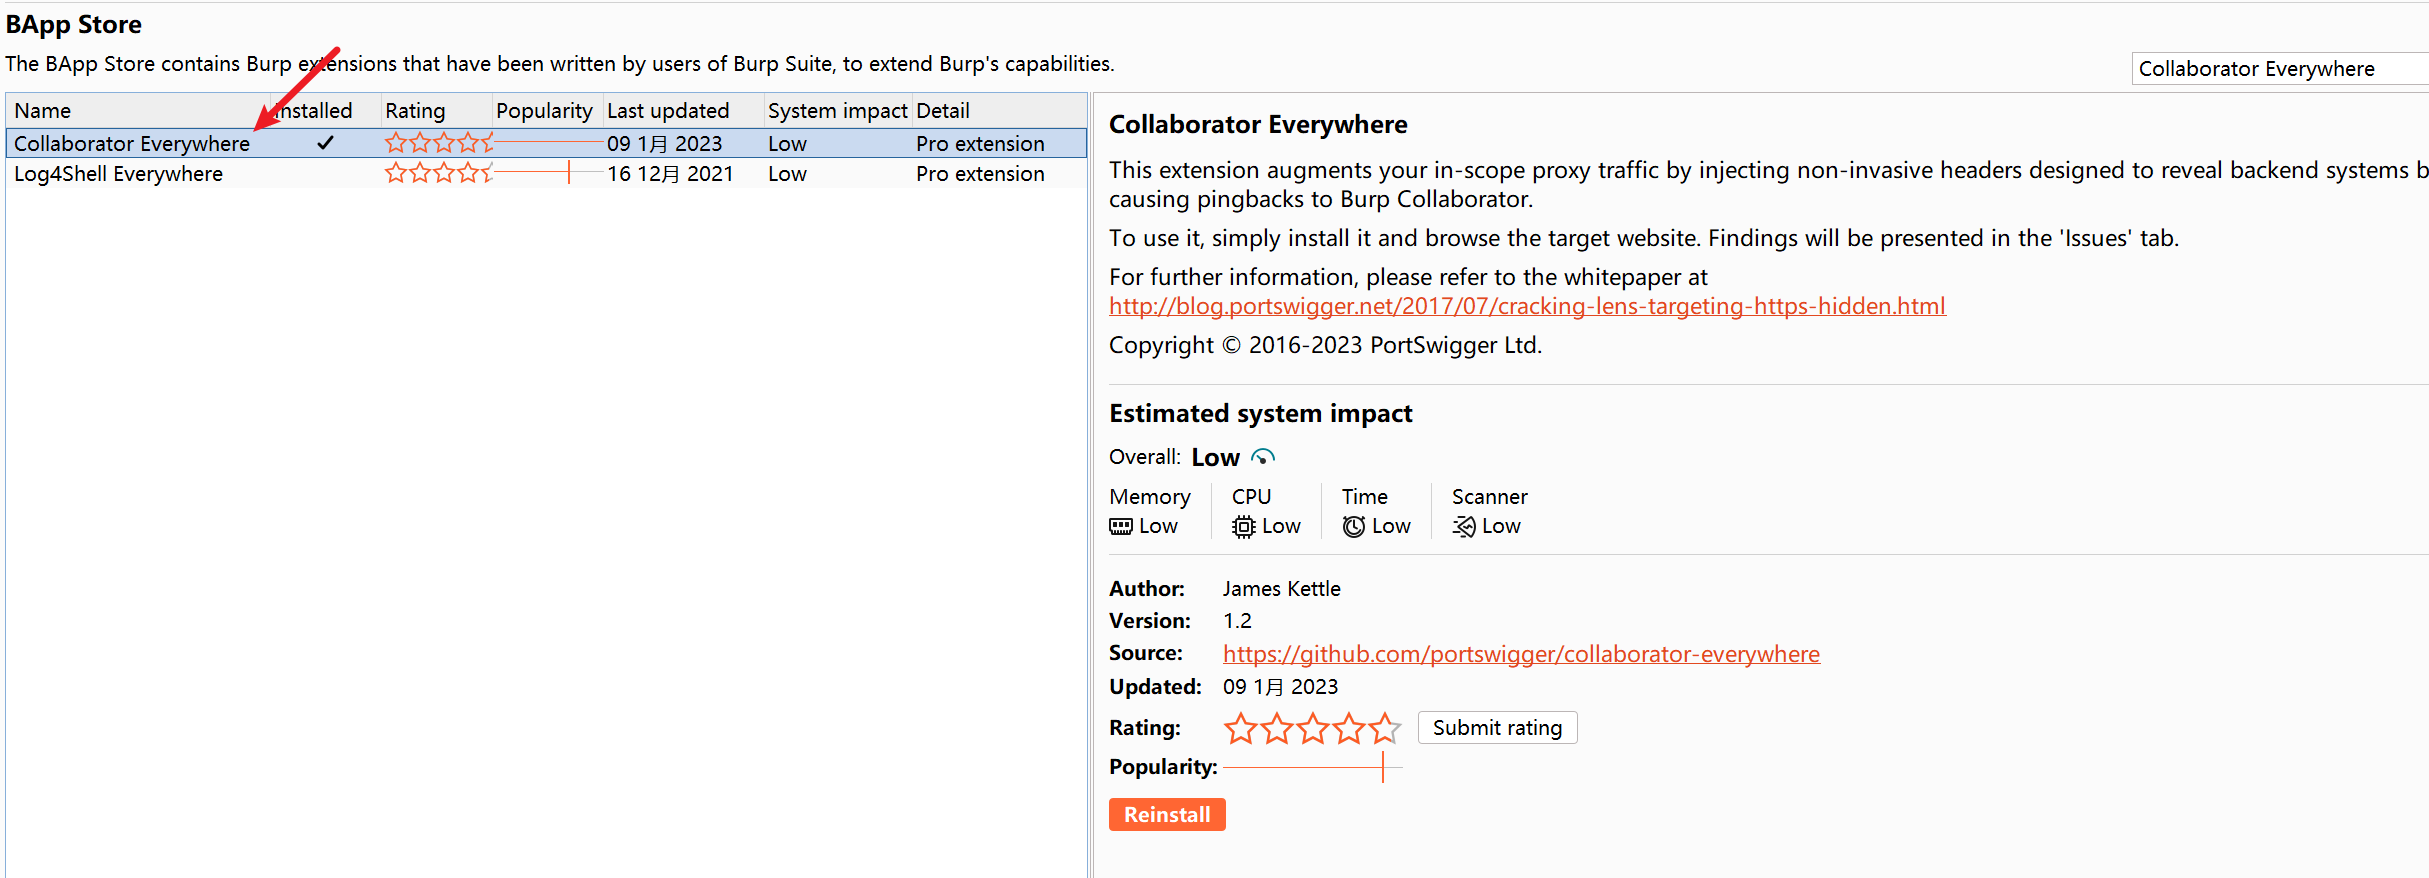 BApp Store
The BApp Store contains Burp extensions that have been written by users of Burp Suite, to extend Burp's capabilities.
Collaborator Everywhere
Name Installed Rating Popularity Last updated System impact Detail
Collaborator Everywhere 09 1月 2023 Low Pro extension
Log4Shell Everywhere 16 12月 2021 Low Pro extension
Collaborator Everywhere
This extension augments your in-scope proxy traffic by injecting non-invasive headers designed to reveal backend systems b
causing pingbacks to Burp Collaborator.
To use it, simply install it and browse the target website. Findings will be presented in the 'Issues' tab.
For further information, please refer to the whitepaper at
http://blog.portswigger.net/2017/07/cracking-lens-targeting-https-hidden.html
Copyright © 2016-2023 PortSwigger Ltd.
Estimated system impact
Overall: Low
Memory CPU Time Scanner
Low Low Low Low
Author: James Kettle
Version: 1.2
Source: https://github.com/portswigger/collaborator-everywhere
Updated: 09 1月 2023
Rating: Submit rating
Popularity:
Reinstall